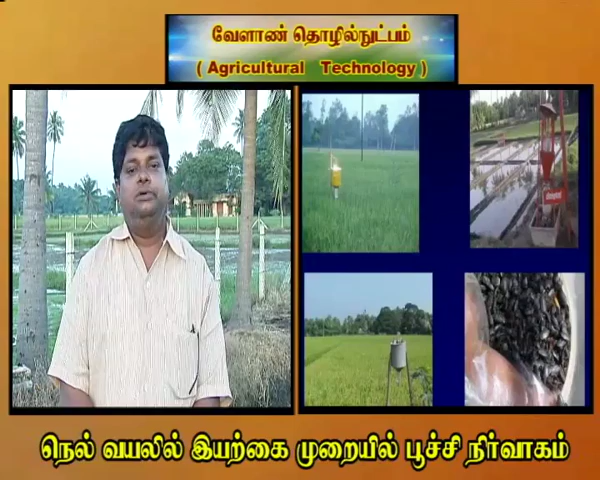 வேளாண் தொழில்நுட்பம்
( Agricultural Technology )
நெல் வயலில் இயற்கை முறையில் பூச்சி நிர்வாகம்